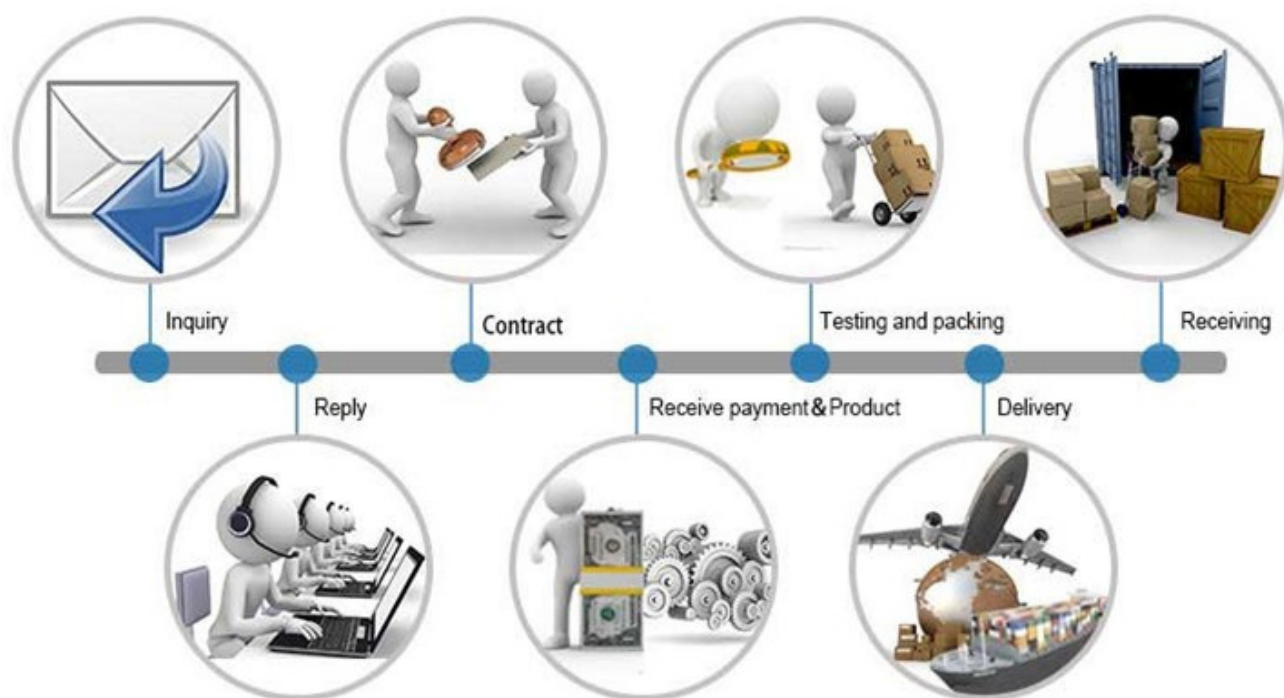 Inquiry
Reply
Contract
Receive payment&Product
Testing and packing
Delivery
Receiving